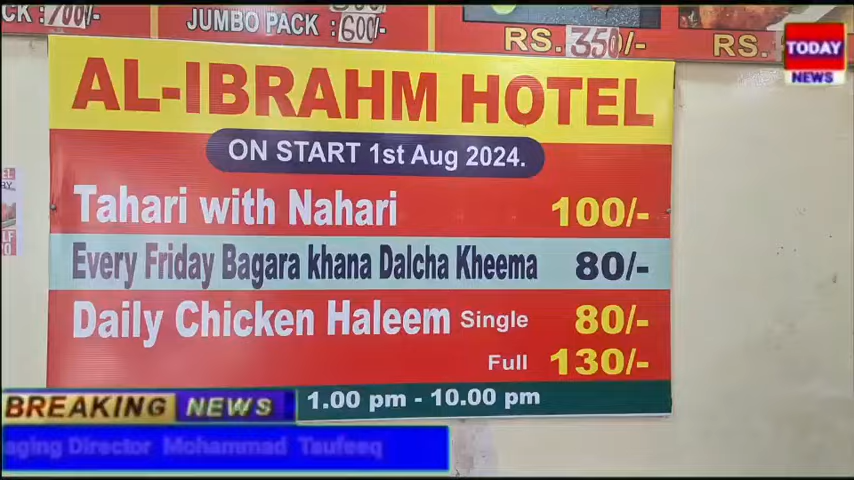 CK : 700/-
JUMBO PACK : 600/-
RS. 350/-
RS.
TODAY
NEWS
AL-IBRAHM HOTEL
ON START 1st Aug 2024.
Tahari with Nahari 100/-
Every Friday Bagara khana Dalcha Kheema 80/-
Daily Chicken Haleem Single 80/-
Full 130/-
1.00 pm - 10.00 pm
BREAKING NEWS
aging Director Mohammad Taufeeq